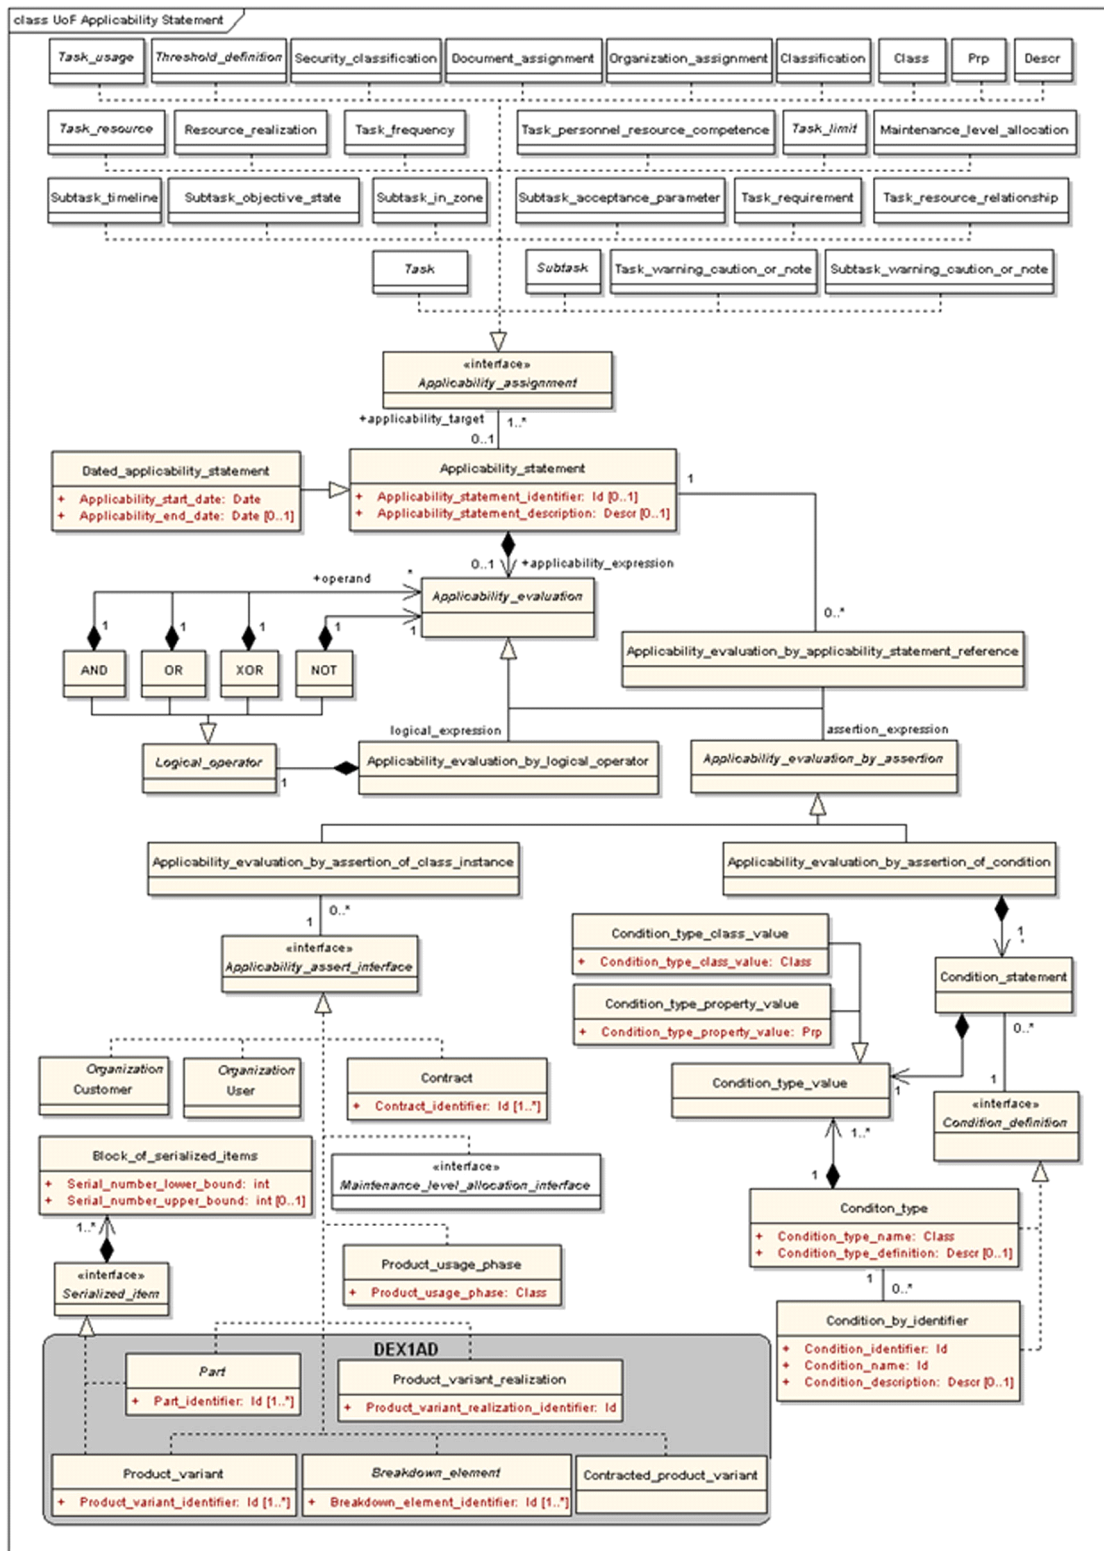 class UoF Applicability Statement
Task_usage
Threshold_definition
Security_classification
Document_assignment
Organization_assignment
Classification
Class
Prp
Descr
Task_resource
Resource_realization
Task_frequency
Task_personnel_resource_competence
Task_limit
Maintenance_level_allocation
Subtask_timeline
Subtask_objective_state
Subtask_in_zone
Subtask_acceptance_parameter
Task_requirement
Task_resource_relationship
Task
Subtask
Task_warning_caution_or_note
Subtask_warning_caution_or_note
«interface»
Applicability_assignment
+applicability_target
1..*
0..1
Dated_applicability_statement
+ Applicability_start_date: Date
+ Applicability_end_date: Date [0..1]
Applicability_statement
+ Applicability_statement_identifier: Id [0..1]
+ Applicability_statement_description: Descr [0..1]
1
0..1
+applicability_expression
+operand
*
Applicability_evaluation
1
1
1
1
1
0..*
AND
OR
XOR
NOT
Applicability_evaluation_by_applicability_statement_reference
logical_expression
assertion_expression
Logical_operator
1
Applicability_evaluation_by_logical_operator
Applicability_evaluation_by_assertion
Applicability_evaluation_by_assertion_of_class_instance
Applicability_evaluation_by_assertion_of_condition
0..*
1
1
*
«interface»
Applicability_assert_interface
Condition_type_class_value
+ Condition_type_class_value: Class
Condition_statement
Condition_type_property_value
+ Condition_type_property_value: Prp
0..*
Organization
Customer
Organization
User
Contract
+ Contract_identifier: Id [1..*]
Condition_type_value
1
1
«interface»
Condition_definition
Block_of_serialized_items
+ Serial_number_lower_bound: int
+ Serial_number_upper_bound: int [0..1]
1..*
«interface»
Maintenance_level_allocation_interface
1..*
1
Conditon_type
+ Condition_type_name: Class
+ Condition_type_definition: Descr [0..1]
«interface»
Serialized_item
Product_usage_phase
+ Product_usage_phase: Class
1
0..*
Condition_by_identifier
+ Condition_identifier: Id
+ Condition_name: Id
+ Condition_description: Descr [0..1]
DEX1AD
Part
+ Part_identifier: Id [1..*]
Product_variant_realization
+ Product_variant_realization_identifier: Id
Product_variant
+ Product_variant_identifier: Id [1..*]
Breakdown_element
+ Breakdown_element_identifier: Id [1..*]
Contracted_product_variant